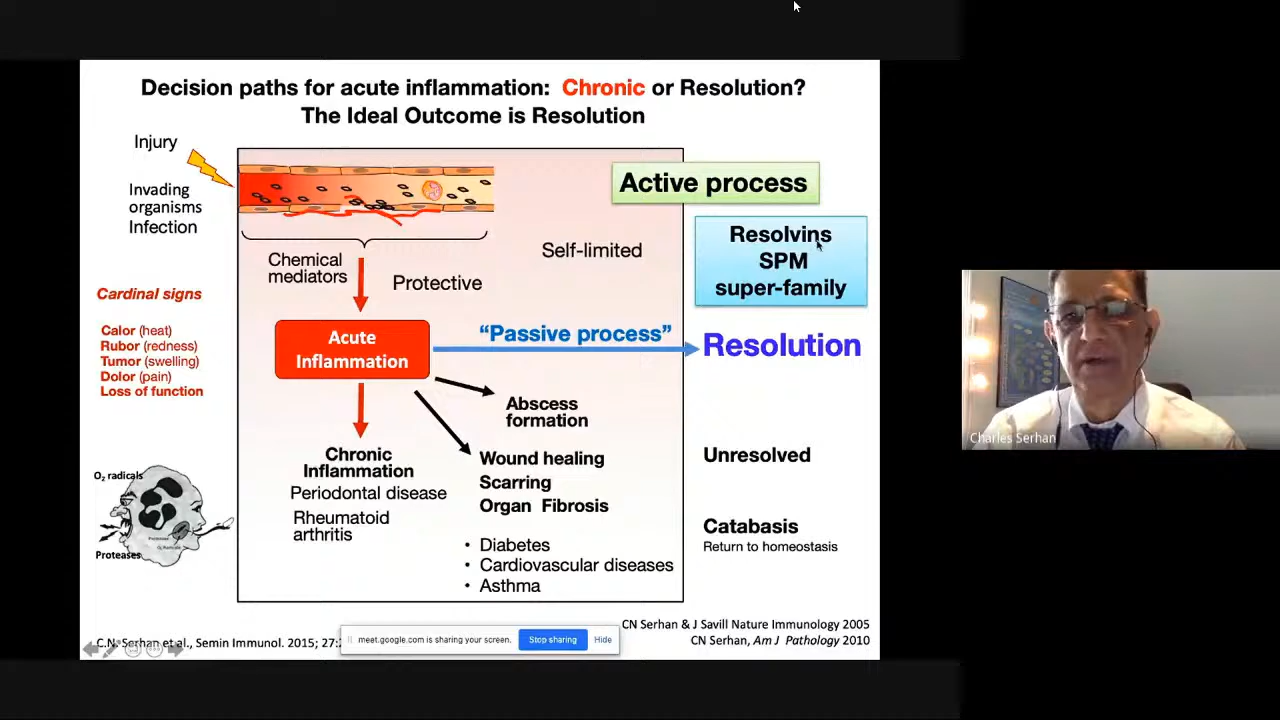 Decision paths for acute inflammation: Chronic or Resolution?
The Ideal Outcome is Resolution
Injury
Invading
organisms
Infection
Active process
Resolvins
SPM
super-family
Self-limited
Chemical
mediators
Protective
Cardinal signs
Calor (heat)
Rubor (redness)
Tumor (swelling)
Dolor (pain)
Loss of function
Acute
Inflammation
“Passive process”
Resolution
Abscess
formation
Chronic
Inflammation
Periodontal disease
Rheumatoid
arthritis
Wound healing
Scarring
Organ Fibrosis
• Diabetes
• Cardiovascular diseases
• Asthma
Unresolved
Catabasis
Return to homeostasis
O2 radicals
Proteases
CN Serhan & J Savill Nature Immunology 2005
CN Serhan, Am J Pathology 2010
C.N. Serhan et al., Semin Immunol. 2015; 27:
meet.google.com is sharing your screen.
Stop sharing
Hide
Charles Serhan